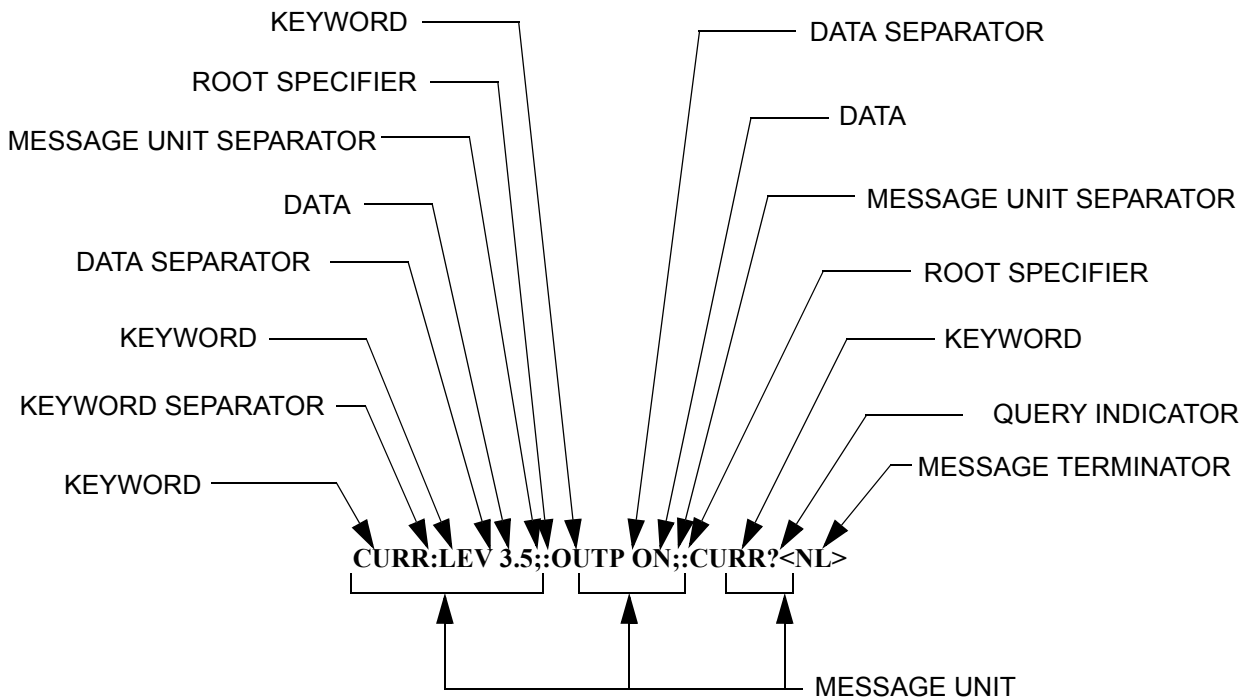 KEYWORD
DATA SEPARATOR
ROOT SPECIFIER
DATA
MESSAGE UNIT SEPARATOR
MESSAGE UNIT SEPARATOR
DATA
DATA SEPARATOR
ROOT SPECIFIER
KEYWORD
KEYWORD
KEYWORD SEPARATOR
QUERY INDICATOR
KEYWORD
MESSAGE TERMINATOR
CURR:LEV 3.5;:OUTP ON;:CURR?<NL>
MESSAGE UNIT